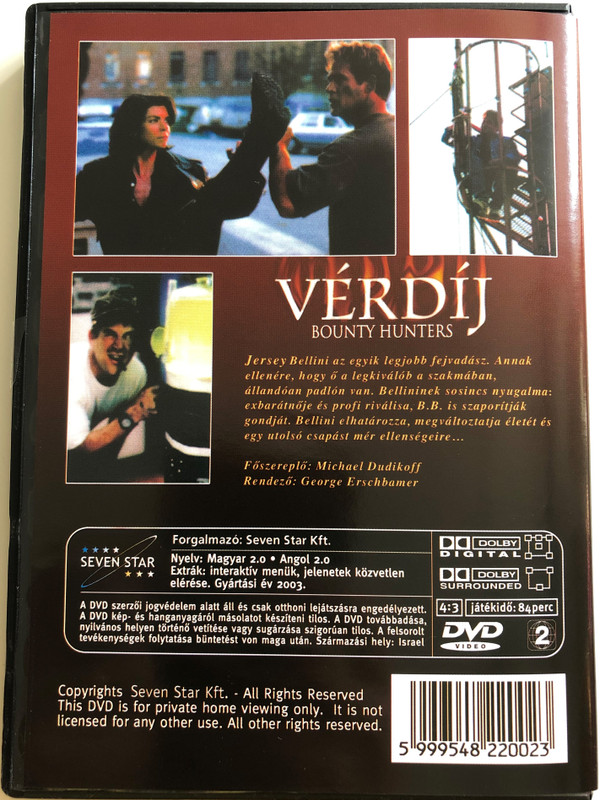 VÉRDÍJ
BOUNTY HUNTERS
Jersey Bellini az egyik legjobb fejvadász. Annak
ellenére, hogy ő a legkiválób a szakmában,
állandóan padlón van. Bellininek sosincs nyugalma:
exbarátnője és profi riválisa, B.B. is szaporítják
gondját. Bellini elhatározza, megváltoztatja életét és
egy utolsó csapást mér ellenségeire...
Főszereplő: Michael Dudikoff
Rendező: George Erschbamer
SEVEN STAR
Forgalmazó: Seven Star Kft.
Nyelv: Magyar 2.0 • Angol 2.0
Extrák: interaktív menük, jelenetek közvetlen
elérése. Gyártási év 2003.
A DVD szerzői jogvédelem alatt áll és csak otthoni lejátszásra engedélyezett.
A DVD kép- és hanganyagáról másolatot készíteni tilos. A DVD továbbadása,
nyilvános helyen történő vetítése vagy sugárzása szigorúan tilos. A felsorolt
tevékenységek folytatása büntetést von maga után. Származási hely: Israel
DOLBY
DIGITAL
DOLBY
SURROUNDED
4:3 játékidő: 84perc
DVD
VIDEO
2
Copyrights Seven Star Kft. - All Rights Reserved
This DVD is for private home viewing only. It is not
licensed for any other use. All other rights reserved.
5 999548 220023